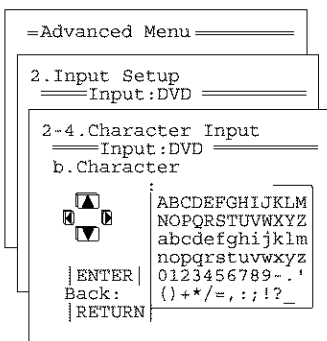 =Advanced Menu
2.Input Setup
Input:DVD
2-4.Character Input
Input:DVD
b.Character
:
ABCDEFGHIJKLM
NOPQRSTUVWXYZ
abcdefghijklm
nopqrstuvwxyz
0123456789-.'
()+*/=,:;!?_
ENTER
Back:
RETURN